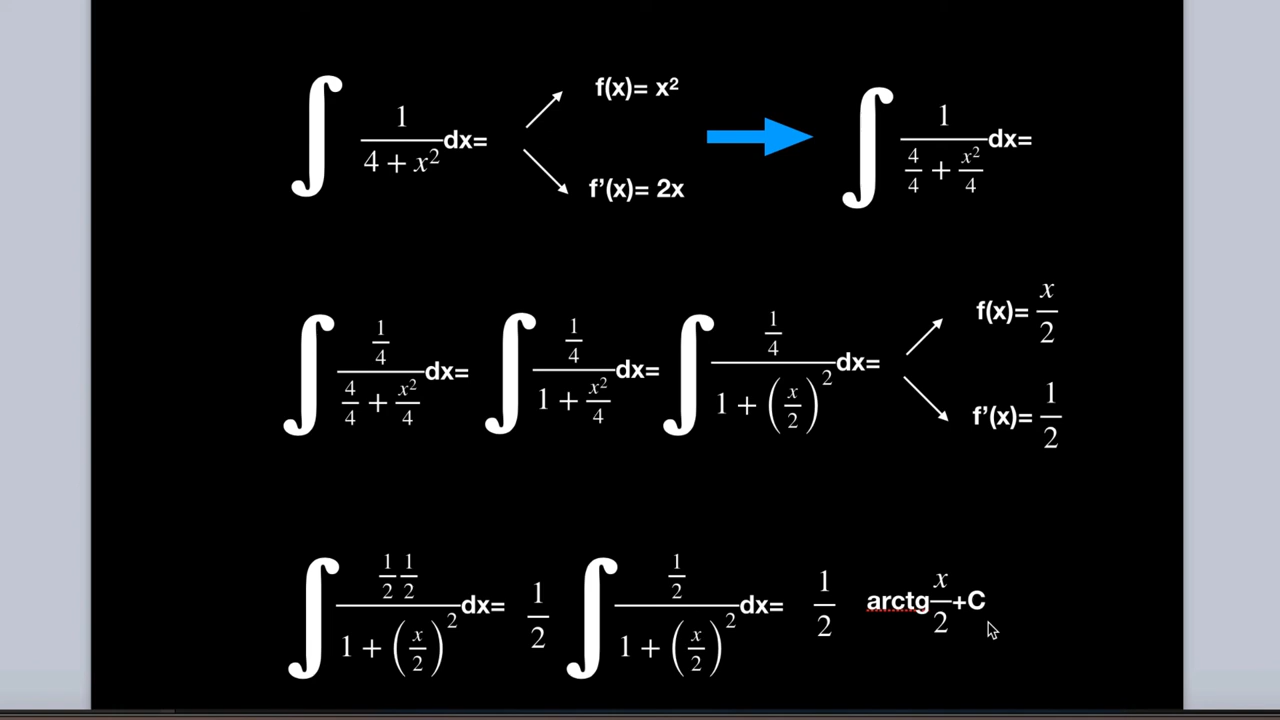 ∫ 1/(4 + x²) dx= f(x)= x² f’(x)= 2x ∫ 1/(4/4 + x²/4) dx=
∫ (1/4)/(4/4 + x²/4) dx= ∫ (1/4)/(1 + x²/4) dx= ∫ (1/4)/(1 + (x/2)²) dx= f(x)= x/2 f’(x)= 1/2
∫ (1/2 1/2)/(1 + (x/2)²) dx= 1/2 ∫ (1/2)/(1 + (x/2)²) dx= 1/2 arctg x/2 +C